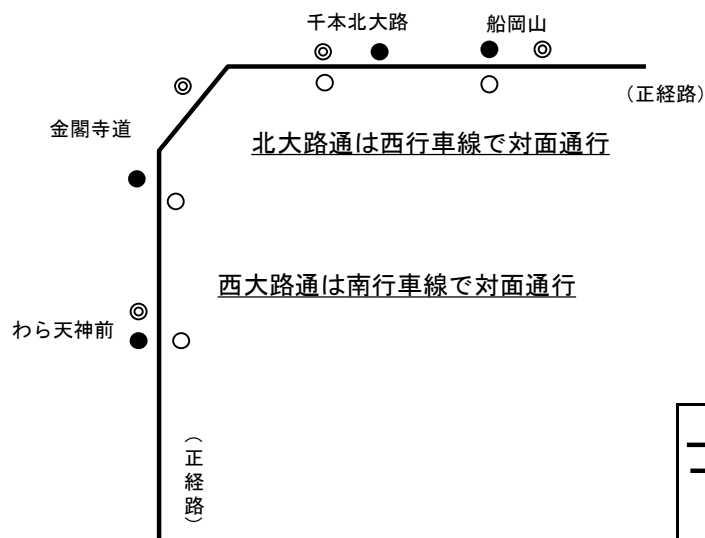 千本北大路
船岡山
(正経路)
金閣寺道
北大路通は西行車線で対面通行
西大路通は南行車線で対面通行
わら天神前
(正経路)